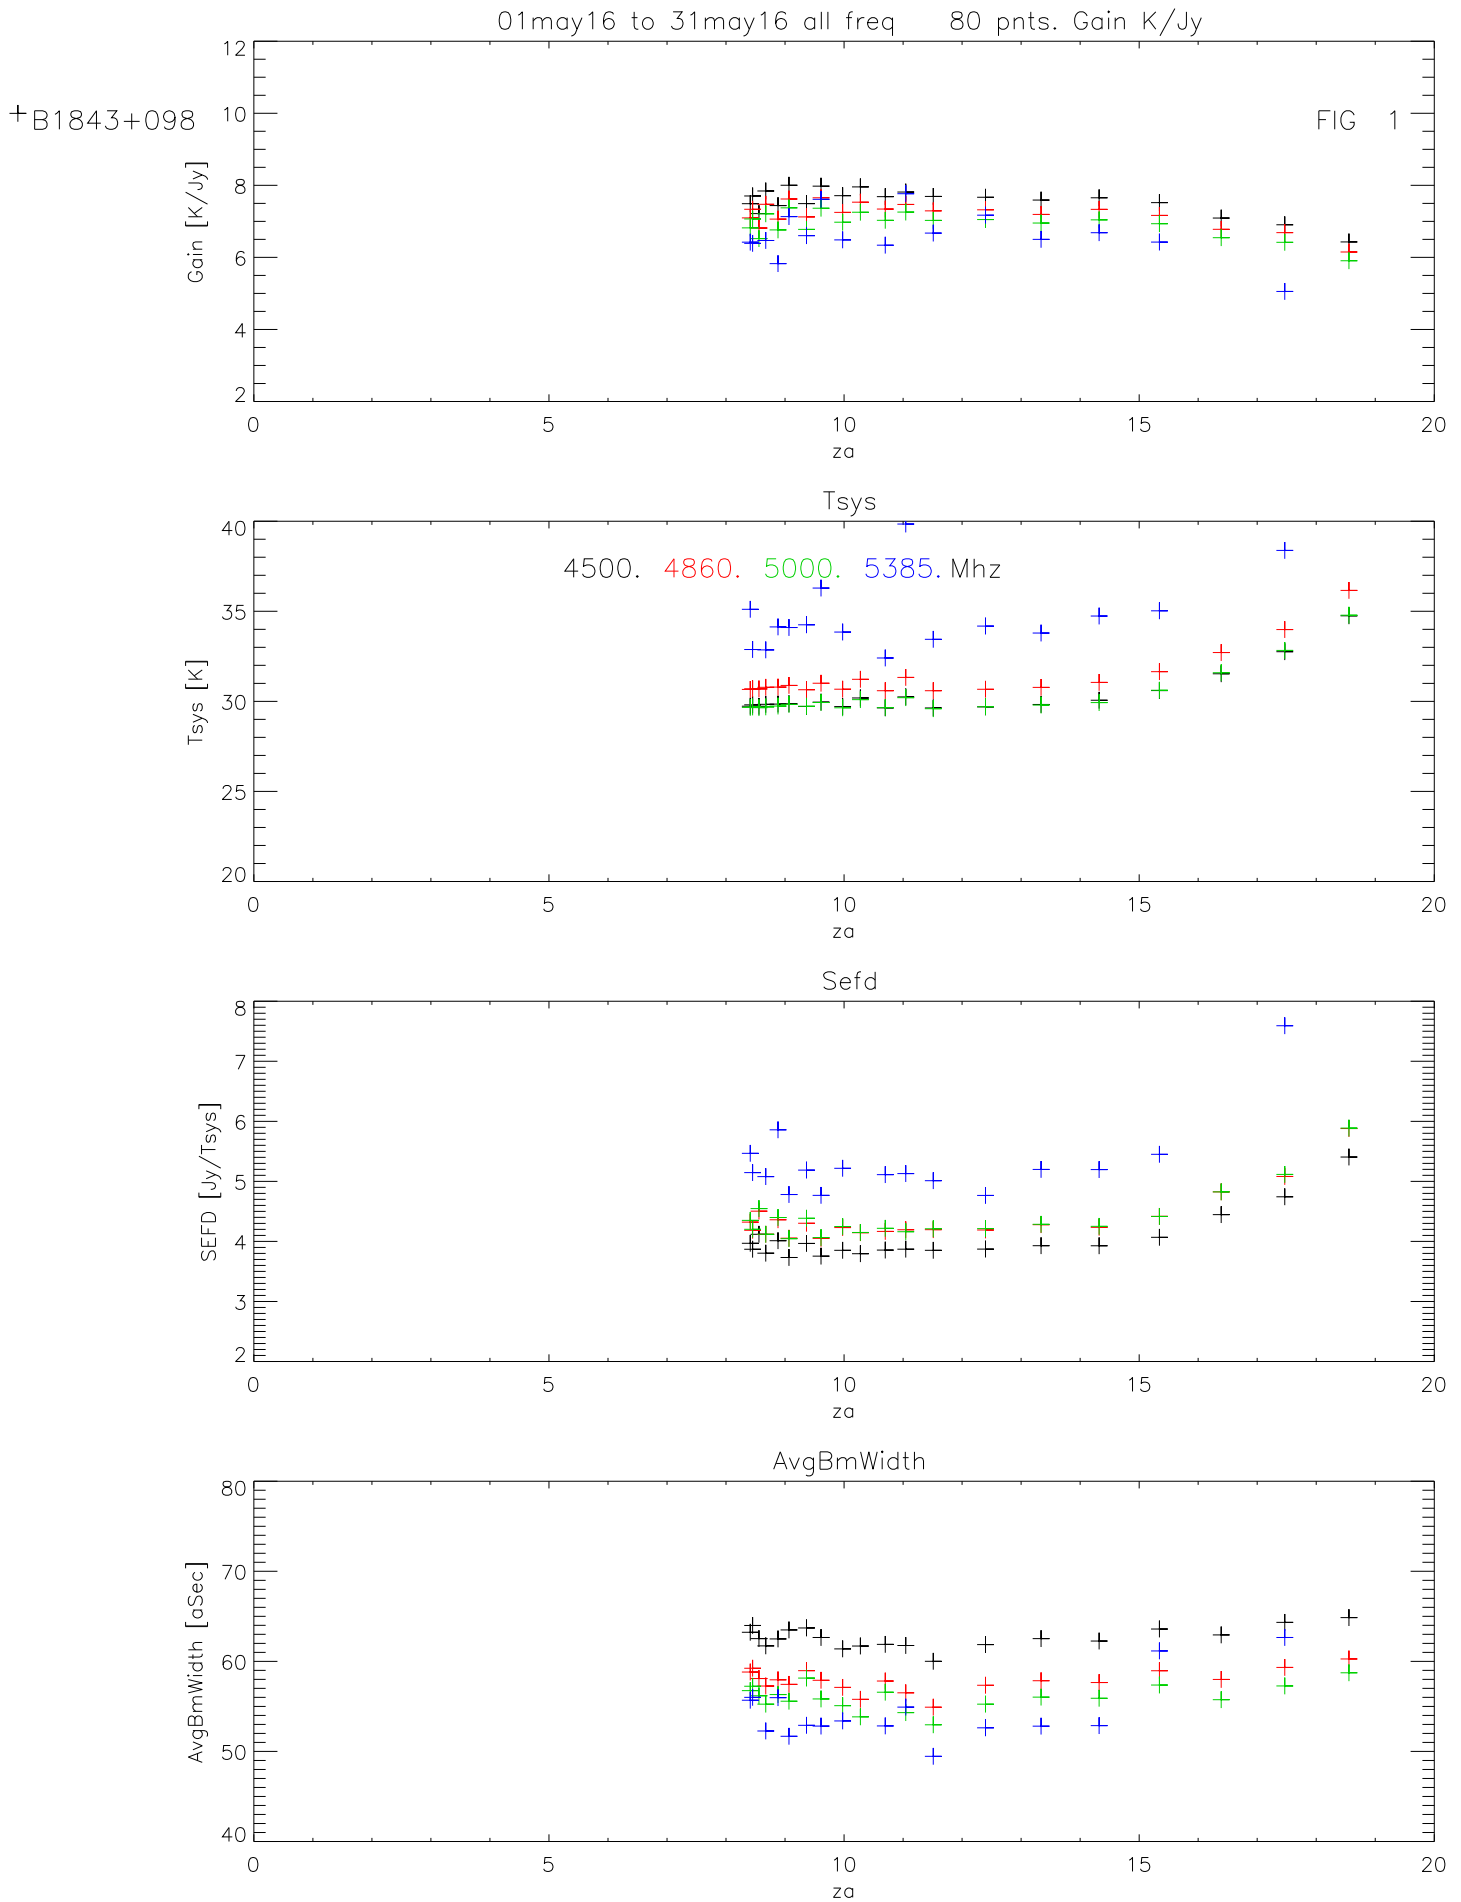 01may16 to 31may16 all freq 80 pnts. Gain K/Jy
+B1843+098
FIG 1
Gain [K/Jy]
12
10
8
6
4
2
0 5 10 15 20
za
Tsys
4500. 4860. 5000. 5385. Mhz
Tsys [K]
40
35
30
25
20
0 5 10 15 20
za
Sefd
SEFD [Jy/Tsys]
8
7
6
5
4
3
2
0 5 10 15 20
za
AvgBmWidth
AvgBmWidth [aSec]
80
70
60
50
40
0 5 10 15 20
za